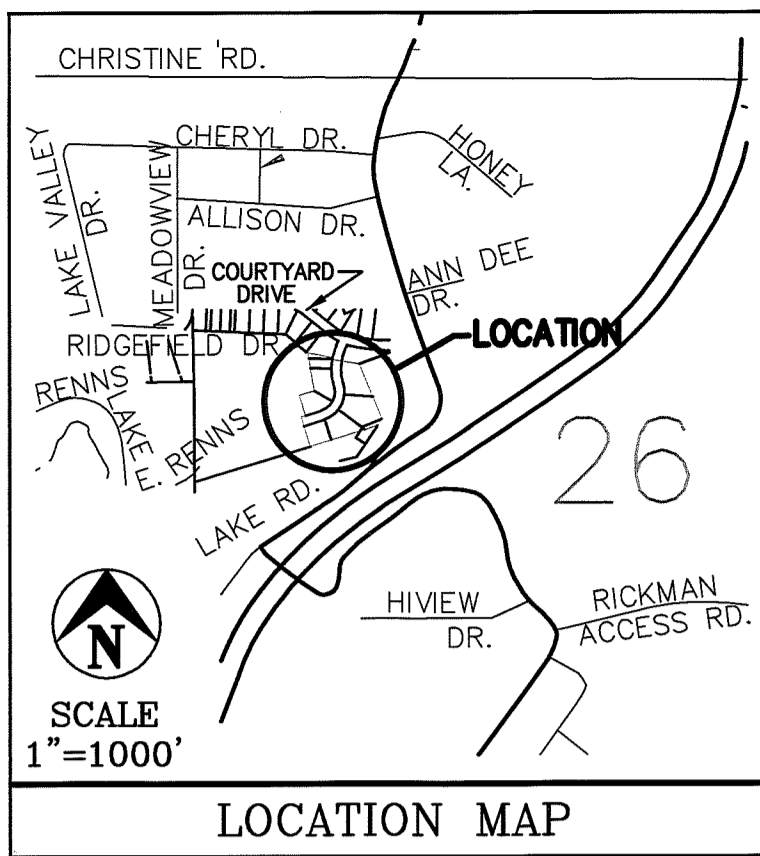 CHRISTINE RD.
CHERYL DR.
HONEY
LA.
LAKE VALLEY
DR.
MEADOWVIEW
DR.
ALLISON DR.
ANN DEE
DR.
COURTYARD
DRIVE
LOCATION
RIDGEFIELD DR
RENNS
LAKE
E. RENNS
LAKE RD.
26
HIVIEW
DR.
RICKMAN
ACCESS RD.
N
SCALE
1"=1000'
LOCATION MAP